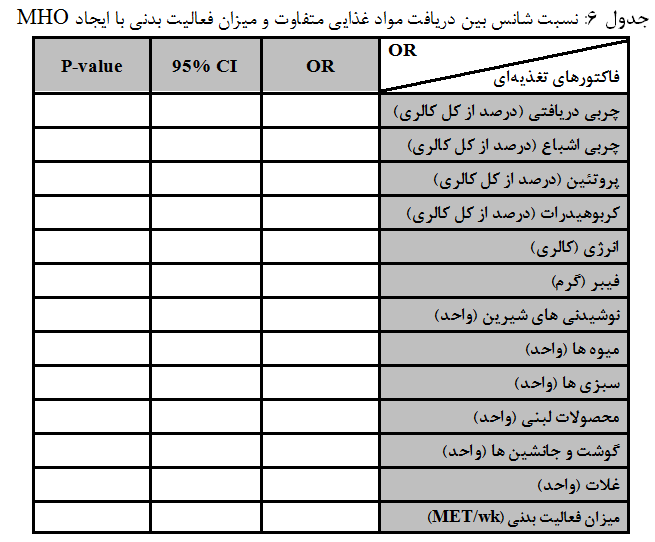 جدول ۶: نسبت شانس بین دریافت مواد غذایی متفاوت و میزان فعالیت بدنی با ایجاد MHO
OR
فاکتورهای تغذیه‌ای
OR
95% CI
P-value
چربی دریافتی (درصد از کل کالری)
چربی اشباع (درصد از کل کالری)
پروتئین (درصد از کل کالری)
کربوهیدرات (درصد از کل کالری)
انرژی (کالری)
فیبر (گرم)
نوشیدنی های شیرین (واحد)
میوه ها (واحد)
سبزی ها (واحد)
محصولات لبنی (واحد)
گوشت و جانشین ها (واحد)
غلات (واحد)
میزان فعالیت بدنی (MET/wk)